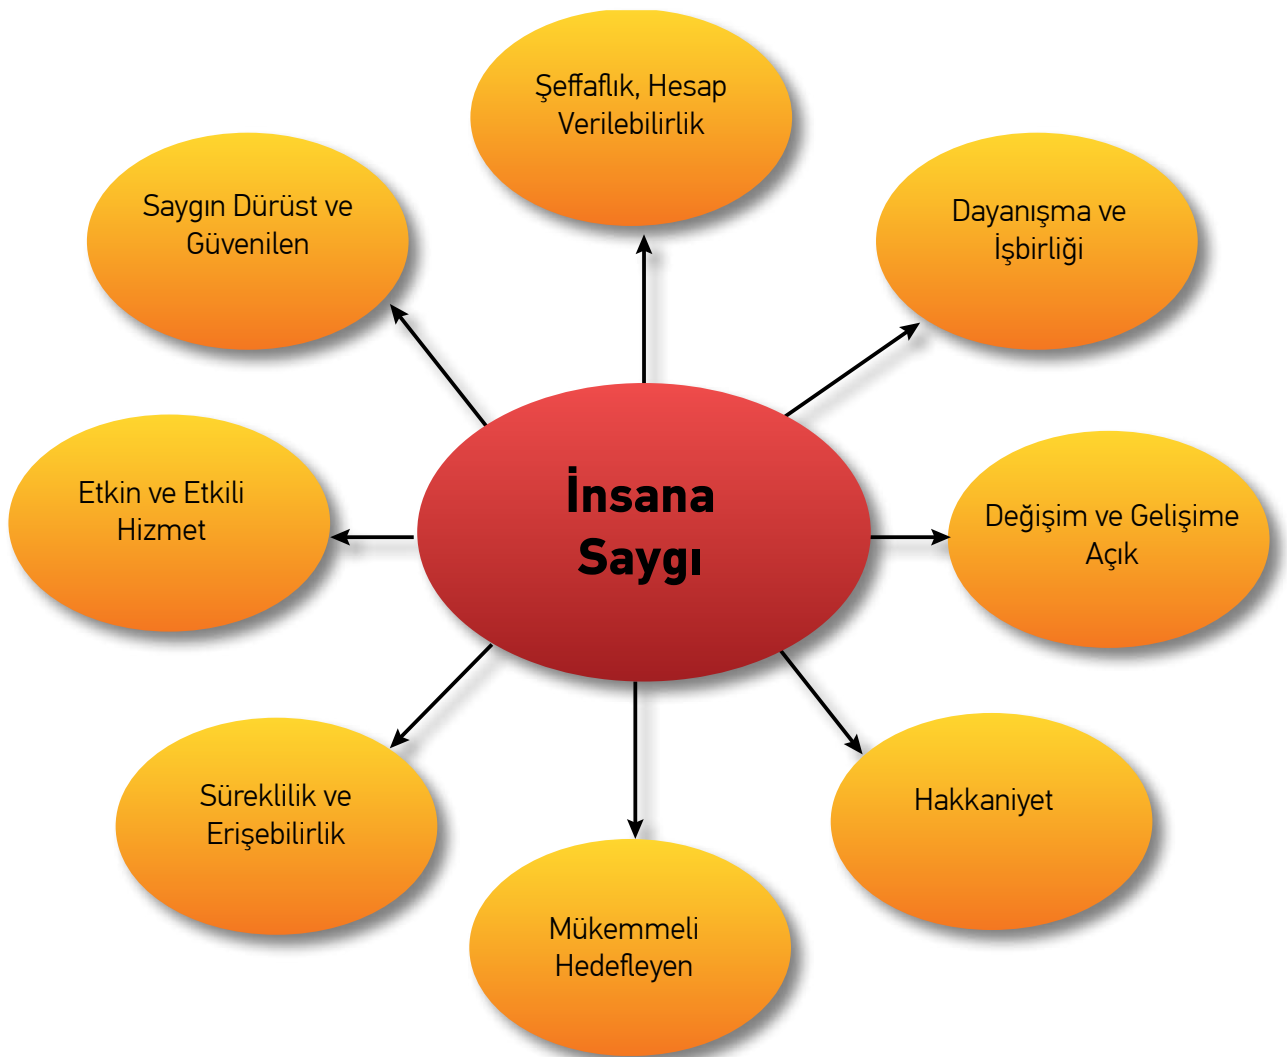 Şeffaflık, Hesap
Verilebilirlik
Saygın Dürüst ve
Güvenilen
Dayanışma ve
İşbirliği
Etkin ve Etkili
Hizmet
İnsana
Saygı
Değişim ve Gelişime
Açık
Süreklilik ve
Erişebilirlik
Hakkaniyet
Mükemmeli
Hedefleyen